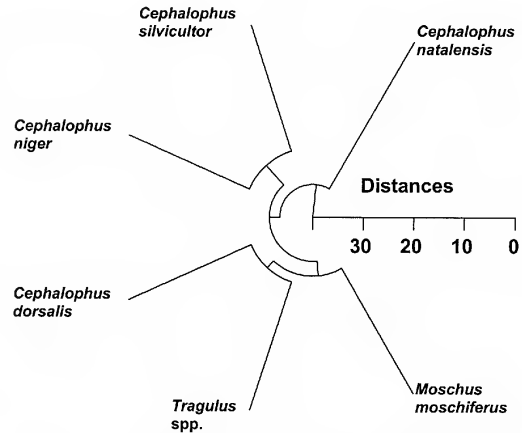 Cephalophus
silvicultor
Cephalophus
natalensis
Cephalophus
niger
Distances
30 20 10 0
Cephalophus
dorsalis
Tragulus
spp.
Moschus
moschiferus